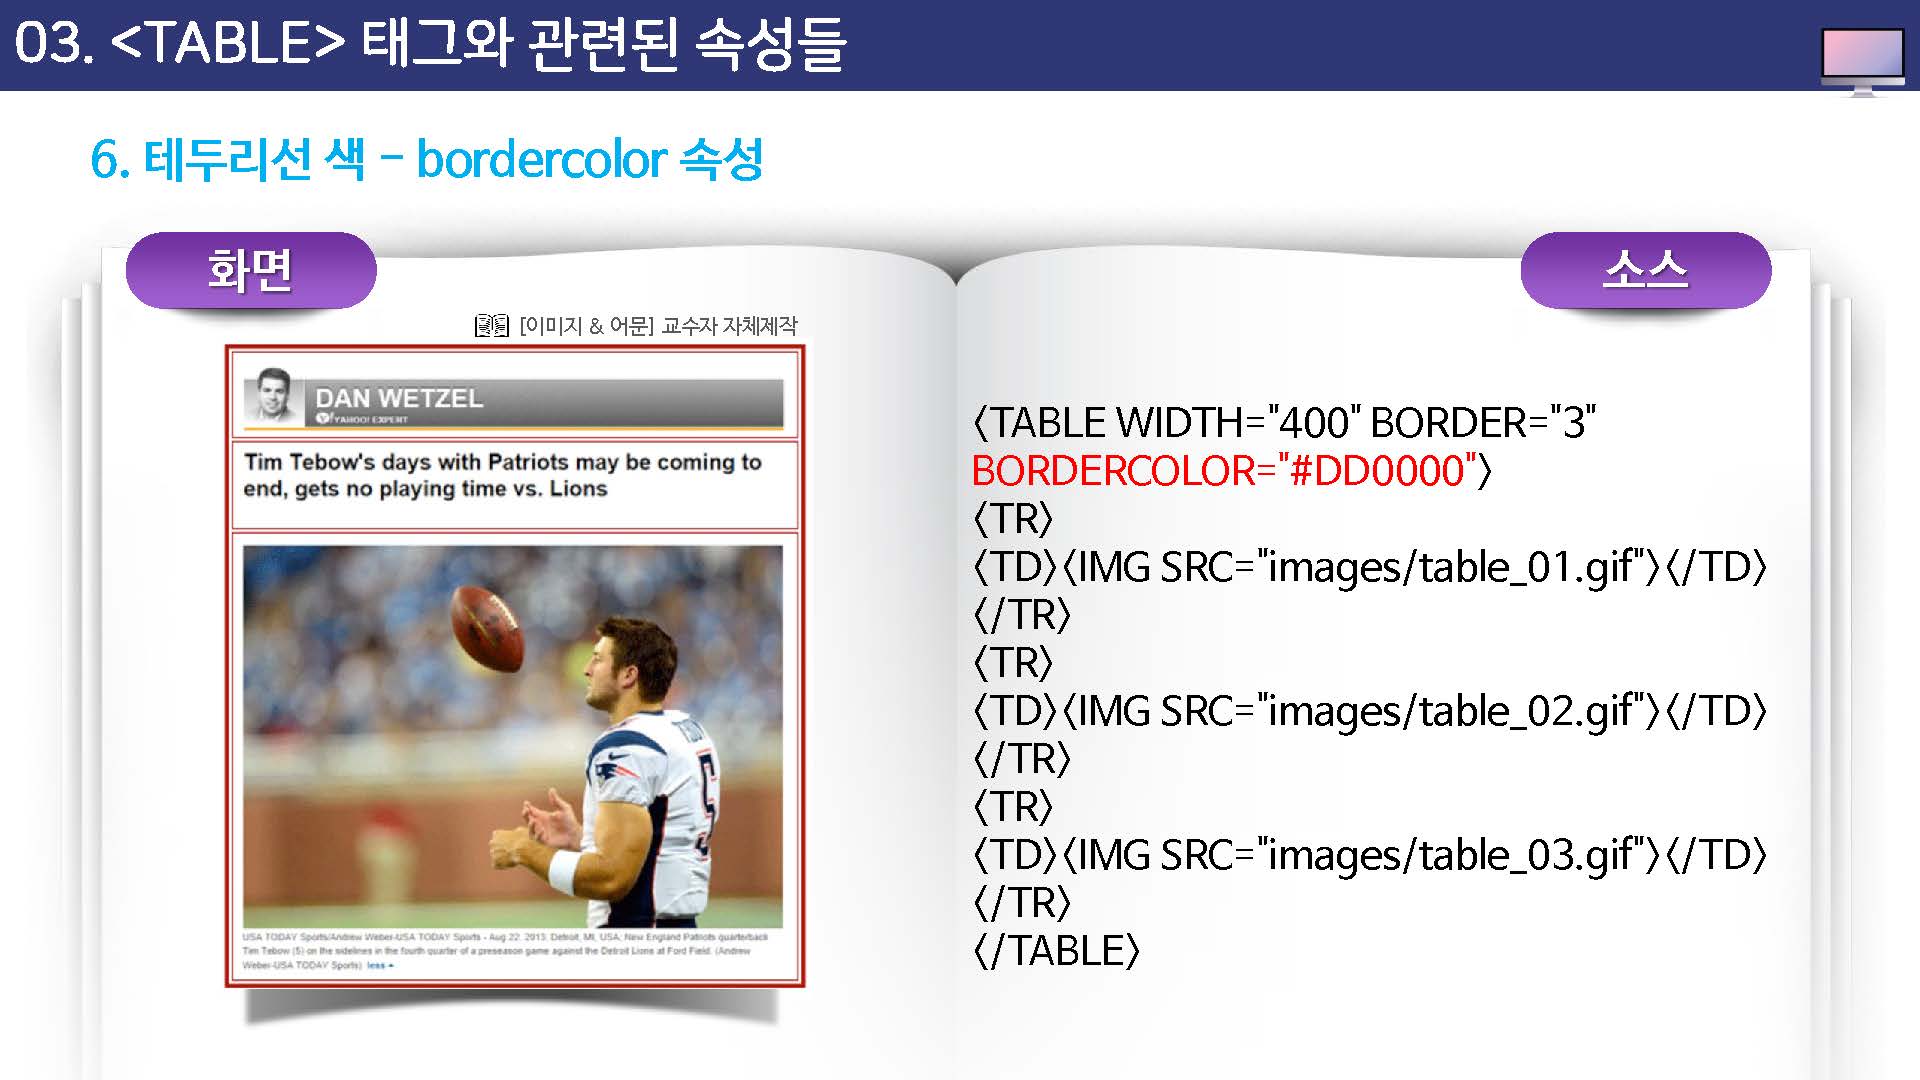 03. <TABLE> 태그와 관련된 속성들
6. 테두리선 색 - bordercolor 속성
화면
소스
[이미지 & 어문] 교수자 자체제작
DAN WETZEL
Y! YAHOO! EXPERT
Tim Tebow's days with Patriots may be coming to
end, gets no playing time vs. Lions
USA TODAY Sports/Andrew Weber-USA TODAY Sports - Aug 22, 2013; Detroit, MI, USA; New England Patriots quarterback
Tim Tebow (5) on the sidelines in the fourth quarter of a preseason game against the Detroit Lions at Ford Field. (Andrew
Weber-USA TODAY Sports) less
<TABLE WIDTH="400" BORDER="3"
BORDERCOLOR="#DD0000">
<TR>
<TD><IMG SRC="images/table_01.gif"></TD>
</TR>
<TR>
<TD><IMG SRC="images/table_02.gif"></TD>
</TR>
<TR>
<TD><IMG SRC="images/table_03.gif"></TD>
</TR>
</TABLE>